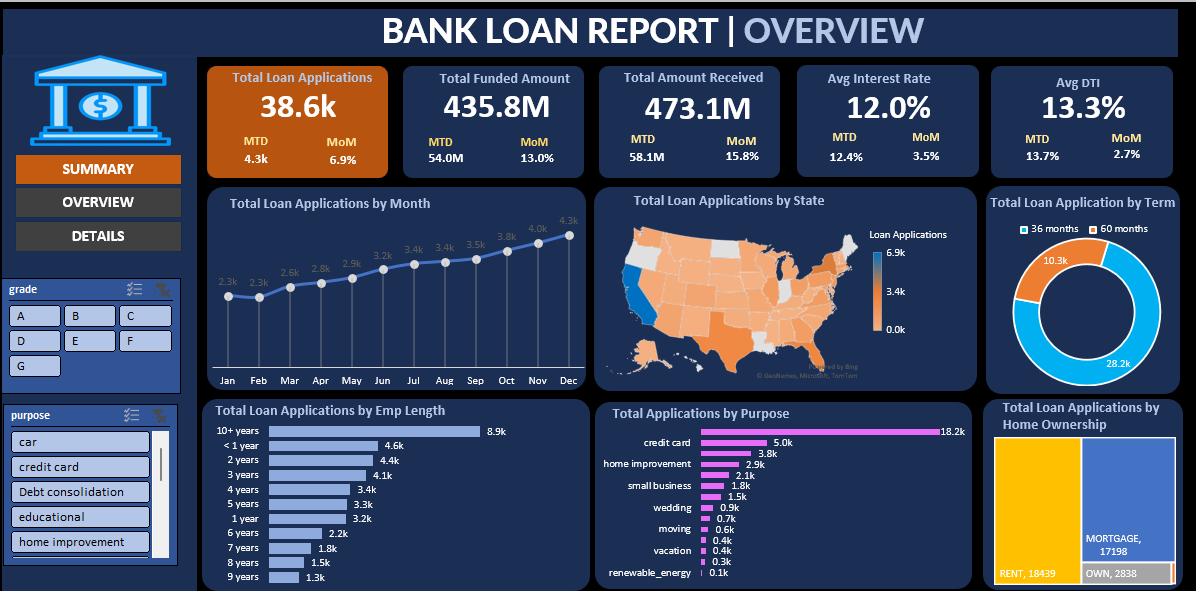 BANK LOAN REPORT | OVERVIEW
SUMMARY
OVERVIEW
DETAILS
grade
A B C
D E F
G
purpose
car
credit card
Debt consolidation
educational
home improvement
Total Loan Applications
38.6k
MTD MoM
4.3k 6.9%
Total Funded Amount
435.8M
MTD MoM
54.0M 13.0%
Total Amount Received
473.1M
MTD MoM
58.1M 15.8%
Avg Interest Rate
12.0%
MTD MoM
12.4% 3.5%
Avg DTI
13.3%
MTD MoM
13.7% 2.7%
Total Loan Applications by Month
2.3k 2.3k 2.6k 2.8k 2.9k 3.2k 3.4k 3.4k 3.5k 3.8k 4.0k 4.3k
Jan Feb Mar Apr May Jun Jul Aug Sep Oct Nov Dec
Total Loan Applications by State
Loan Applications
6.9k
3.4k
0.0k
Powered by Bing
© GeoNames, Microsoft, TomTom
Total Loan Application by Term
36 months 60 months
10.3k
28.2k
Total Loan Applications by Emp Length
10+ years 8.9k
< 1 year 4.6k
2 years 4.4k
3 years 4.1k
4 years 3.4k
5 years 3.3k
1 year 3.2k
6 years 2.2k
7 years 1.8k
8 years 1.5k
9 years 1.3k
Total Applications by Purpose
18.2k
credit card 5.0k
3.8k
home improvement 2.9k
2.1k
small business 1.8k
1.5k
wedding 0.9k
0.7k
moving 0.6k
0.4k
vacation 0.4k
0.3k
renewable_energy 0.1k
Total Loan Applications by
Home Ownership
MORTGAGE,
17198
RENT, 18439
OWN, 2838